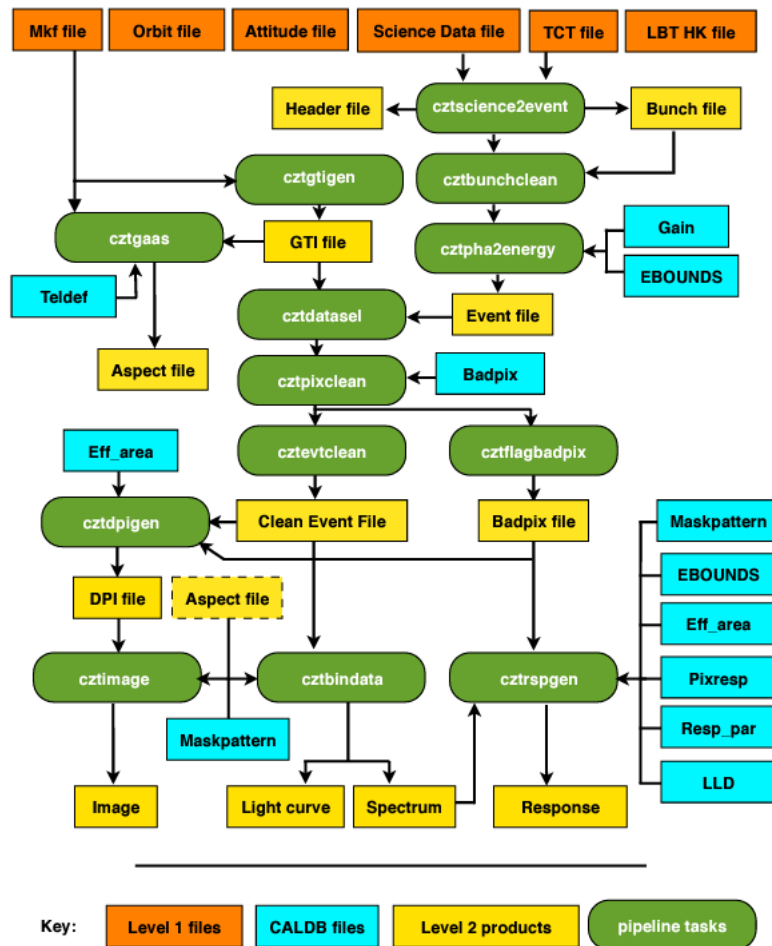 Mkf file
Orbit file
Attitude file
Science Data file
TCT file
LBT HK file
Header file
cztscience2event
Bunch file
cztgtigen
cztbunchclean
cztgaas
GTI file
cztpha2energy
Gain
EBOUNDS
Teldef
cztdatasel
Event file
Aspect file
cztpixclean
Badpix
Eff_area
cztevtclean
cztflagbadpix
cztdpigen
Clean Event File
Badpix file
Maskpattern
EBOUNDS
DPI file
Aspect file
Eff_area
cztimage
cztbindata
cztrspgen
Pixresp
Maskpattern
Resp_par
LLD
Image
Light curve
Spectrum
Response
Key:
Level 1 files
CALDB files
Level 2 products
pipeline tasks